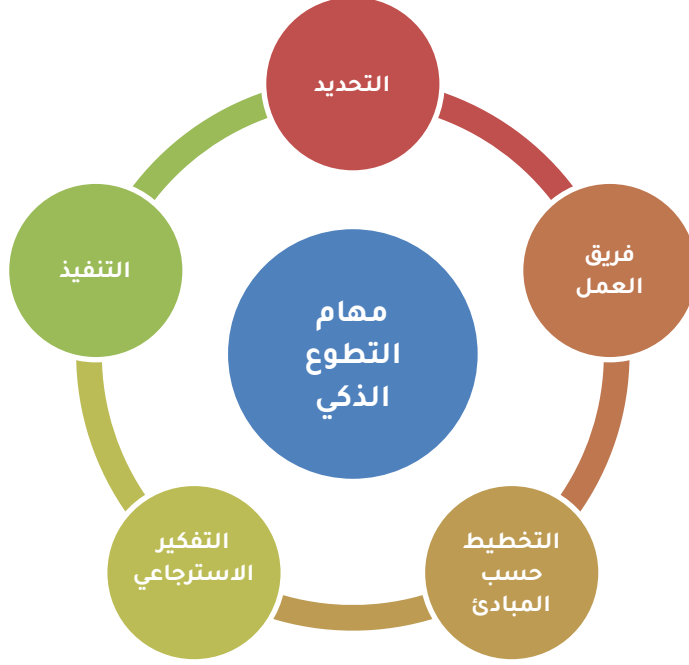 التحديد
فريق
العمل
التخطيط
حسب
المبادئ
التفكير
الاسترجاعي
التنفيذ
مهام
التطوع
الذكي